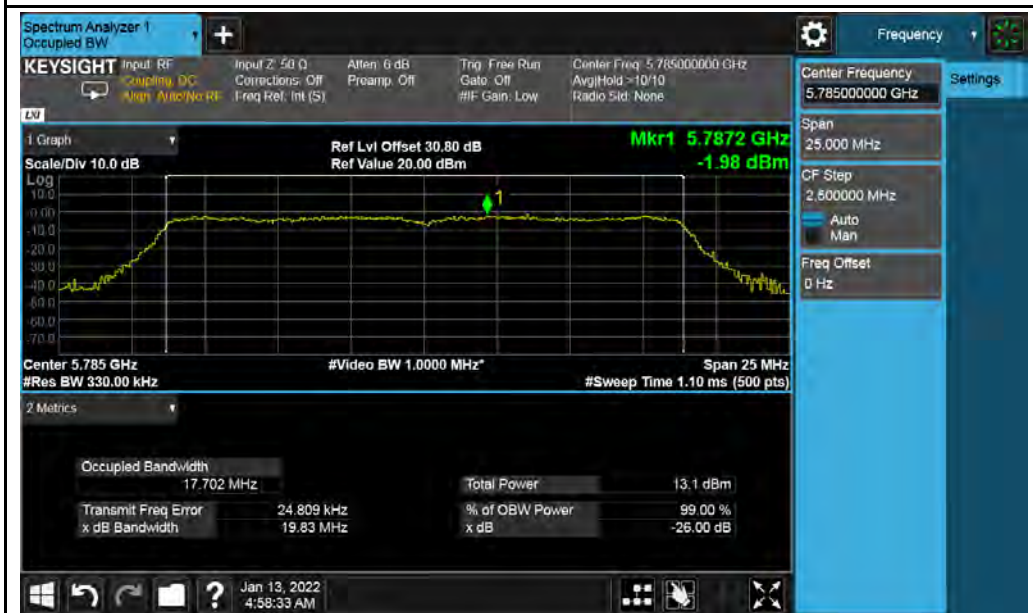 Spectrum Analyzer 1
Occupied BW
Frequency
KEYSIGHT
Input: RF
Coupling: DC
Align: Auto/No RF
Input Z: 50 Ω
Corrections: Off
Freq Ref: Int (S)
Atten: 6 dB
Preamp: Off
Trig: Free Run
Gate: Off
#IF Gain: Low
Center Freq: 5.785000000 GHz
Avg|Hold:>10/10
Radio Std: None
LXI
Center Frequency
5.785000000 GHz
Settings
Span
25.000 MHz
CF Step
2.500000 MHz
Auto
Man
Freq Offset
0 Hz
1 Graph
Scale/Div 10.0 dB
Ref Lvl Offset 30.80 dB
Ref Value 20.00 dBm
Mkr1 5.7872 GHz
-1.98 dBm
Log
10.0
0.00
-10.0
-20.0
-30.0
-40.0
-50.0
-60.0
-70.0
1
Center 5.785 GHz
#Res BW 330.00 kHz
#Video BW 1.0000 MHz*
Span 25 MHz
#Sweep Time 1.10 ms (500 pts)
2 Metrics
Occupied Bandwidth
17.702 MHz
Total Power 13.1 dBm
Transmit Freq Error 24.809 kHz
% of OBW Power 99.00 %
x dB Bandwidth 19.83 MHz
x dB -26.00 dB
?
Jan 13, 2022
4:58:33 AM